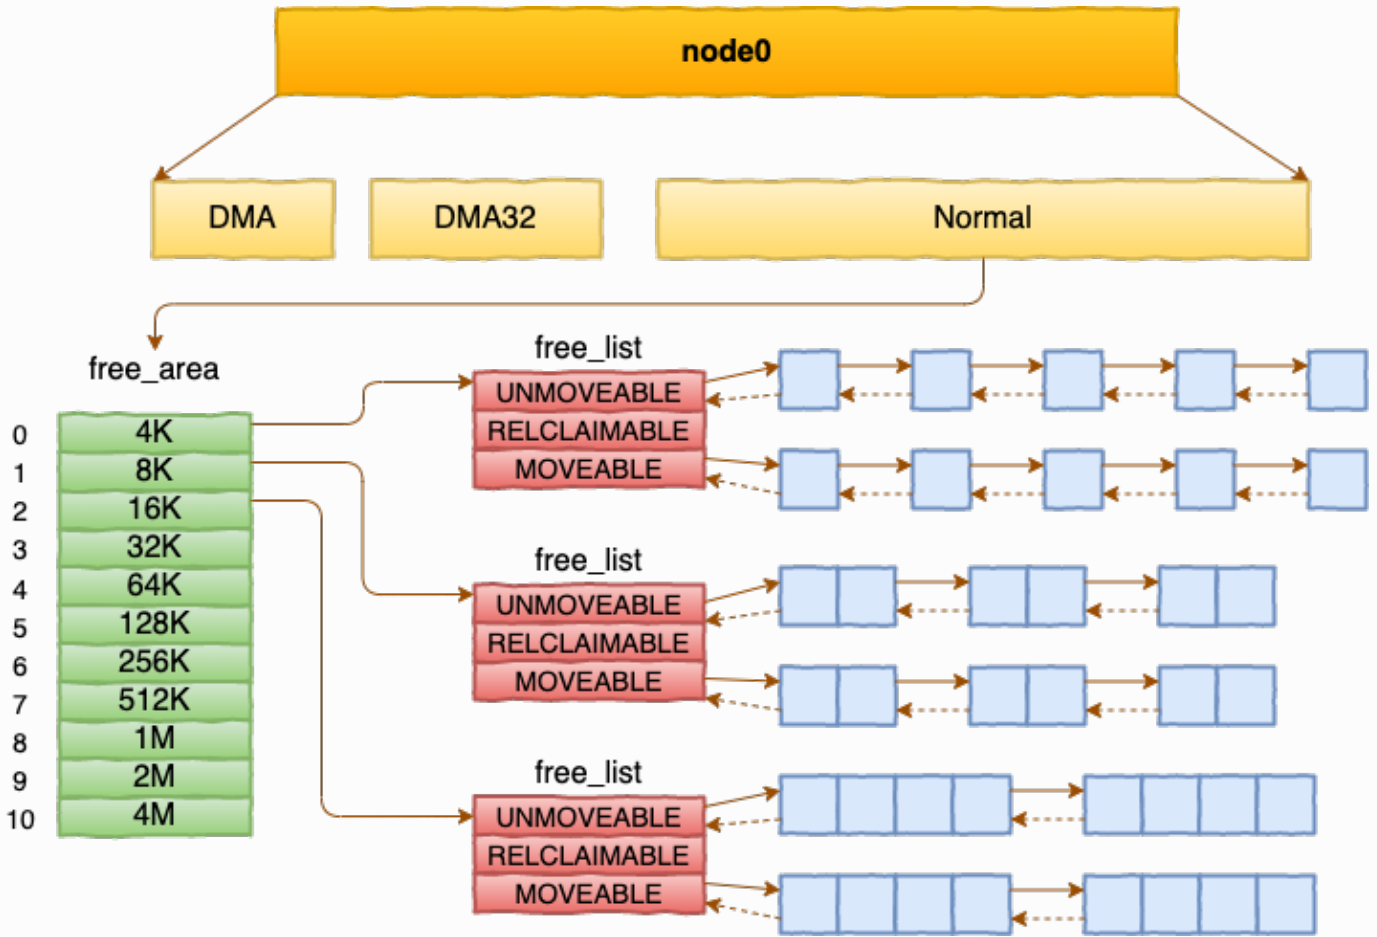 node0
DMA
DMA32
Normal
free_area
0 4K
1 8K
2 16K
3 32K
4 64K
5 128K
6 256K
7 512K
8 1M
9 2M
10 4M
free_list
UNMOVEABLE
RELCLAIMABLE
MOVEABLE
free_list
UNMOVEABLE
RELCLAIMABLE
MOVEABLE
free_list
UNMOVEABLE
RELCLAIMABLE
MOVEABLE